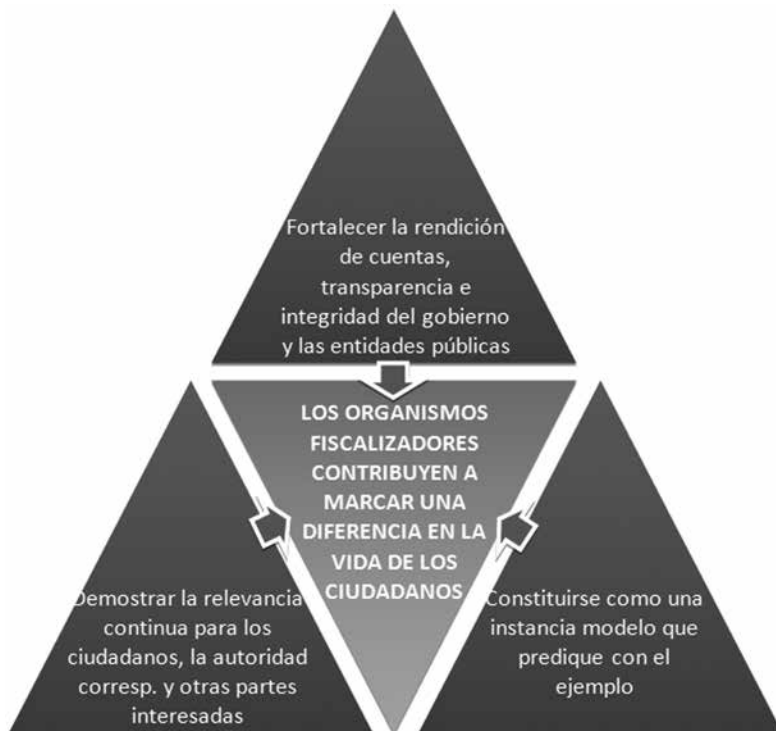 Fortalecer la rendición
de cuentas,
transparencia e
integridad del gobierno
y las entidades públicas
LOS ORGANISMOS
FISCALIZADORES
CONTRIBUYEN A
MARCAR UNA
DIFERENCIA EN LA
VIDA DE LOS
CIUDADANOS
Demostrar la relevancia
continua para los
ciudadanos, la autoridad
corresp. y otras partes
interesadas
Constituirse como una
instancia modelo que
predique con el
ejemplo